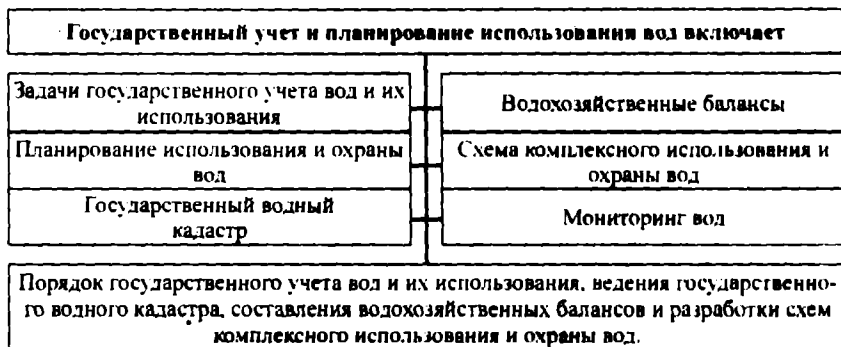 Государственный учет и планирование использования вод включает
Задачи государственного учета вод и их
использования
Водохозяйственные балансы
Планирование использования и охраны
вод
Схема комплексного использования и
охраны вод
Государственный водный
кадастр
Мониторинг вод
Порядок государственного учета вод и их использования, ведения государственно-
го водного кадастра, составления водохозяйственных балансов и разработки схем
комплексного использования и охраны вод.